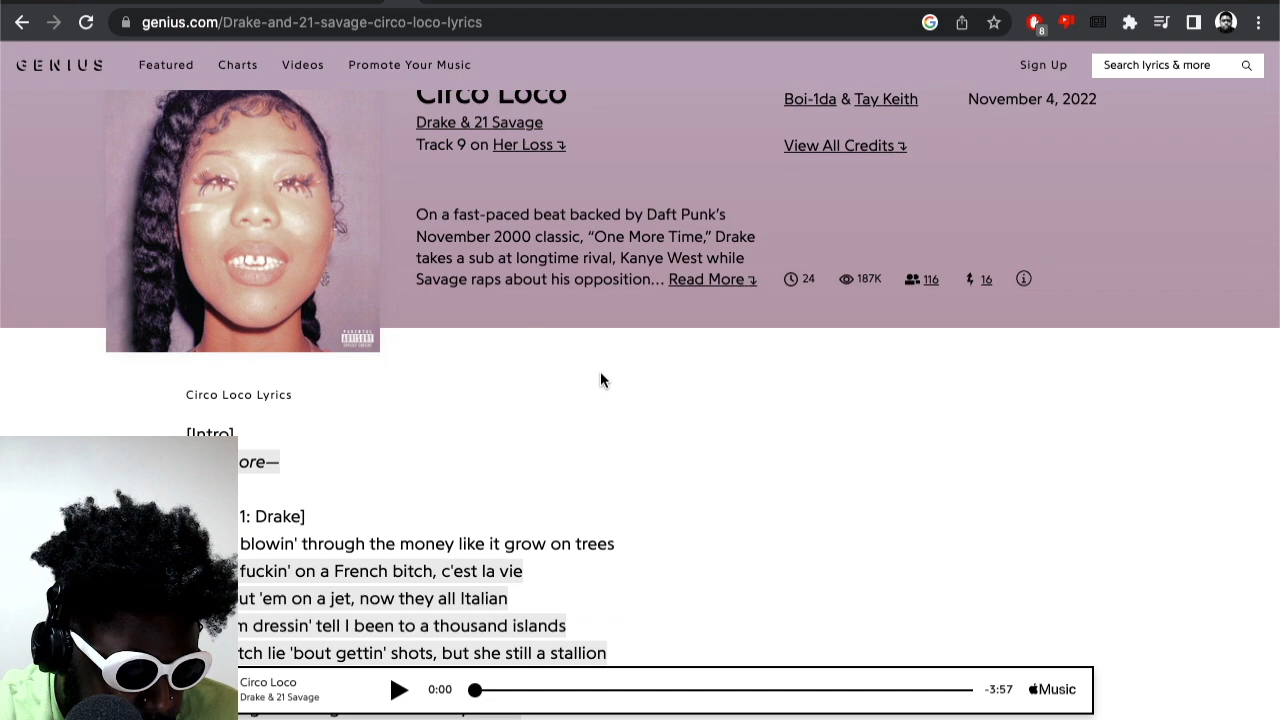 genius.com/Drake-and-21-savage-circo-loco-lyrics
8
GENIUS Featured Charts Videos Promote Your Music Sign Up Search lyrics & more
Circo Loco
Drake & 21 Savage
Track 9 on Her Loss
Boi-1da & Tay Keith November 4, 2022
View All Credits
On a fast-paced beat backed by Daft Punk's
November 2000 classic, “One More Time,” Drake
takes a sub at longtime rival, Kanye West while
Savage raps about his opposition... Read More
24 187K 116 16
PARENTAL
ADVISORY
Circo Loco Lyrics
[Intro]
ore—
1: Drake]
blowin' through the money like it grow on trees
fuckin' on a French bitch, c'est la vie
ut 'em on a jet, now they all Italian
m dressin' tell I been to a thousand islands
tch lie 'bout gettin' shots, but she still a stallion
Circo Loco
Drake & 21 Savage
0:00 -3:57 Music